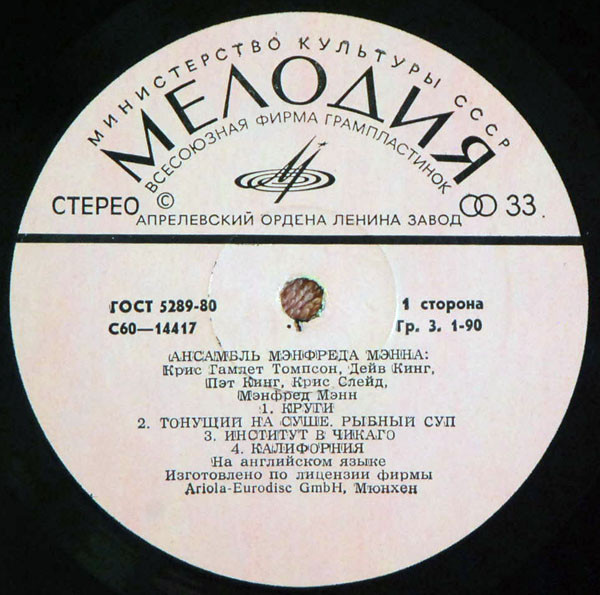 МИНИСТЕРСТВО КУЛЬТУРЫ СССР
МЕЛОДИЯ
ВСЕСОЮЗНАЯ ФИРМА ГРАМПЛАСТИНОК
СТЕРЕО © 33
АПРЕЛЕВСКИЙ ОРДЕНА ЛЕНИНА ЗАВОД
ГОСТ 5289-80 1 сторона
С60—14417 Гр. 3. 1-90
АНСАМБЛЬ МЭНФРЕДА МЭННА:
Крис Гамлет Томпсон, Дейв Кинг,
Пэт Кинг, Крис Слейд,
Мэнфред Мэнн
1. КРУГИ
2. ТОНУЩИЙ НА СУШЕ. РЫБНЫЙ СУП
3. ИНСТИТУТ В ЧИКАГО
4. КАЛИФОРНИЯ
На английском языке
Изготовлено по лицензии фирмы
Ariola-Eurodisc GmbH, Мюнхен